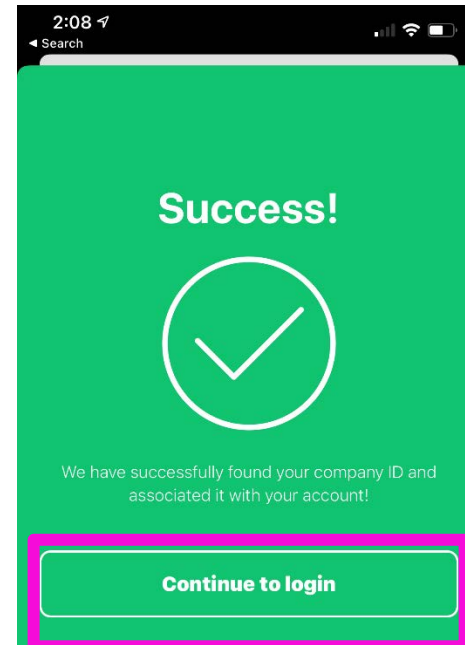 2:08
Search
Success!
We have successfully found your company ID and
associated it with your account!
Continue to login